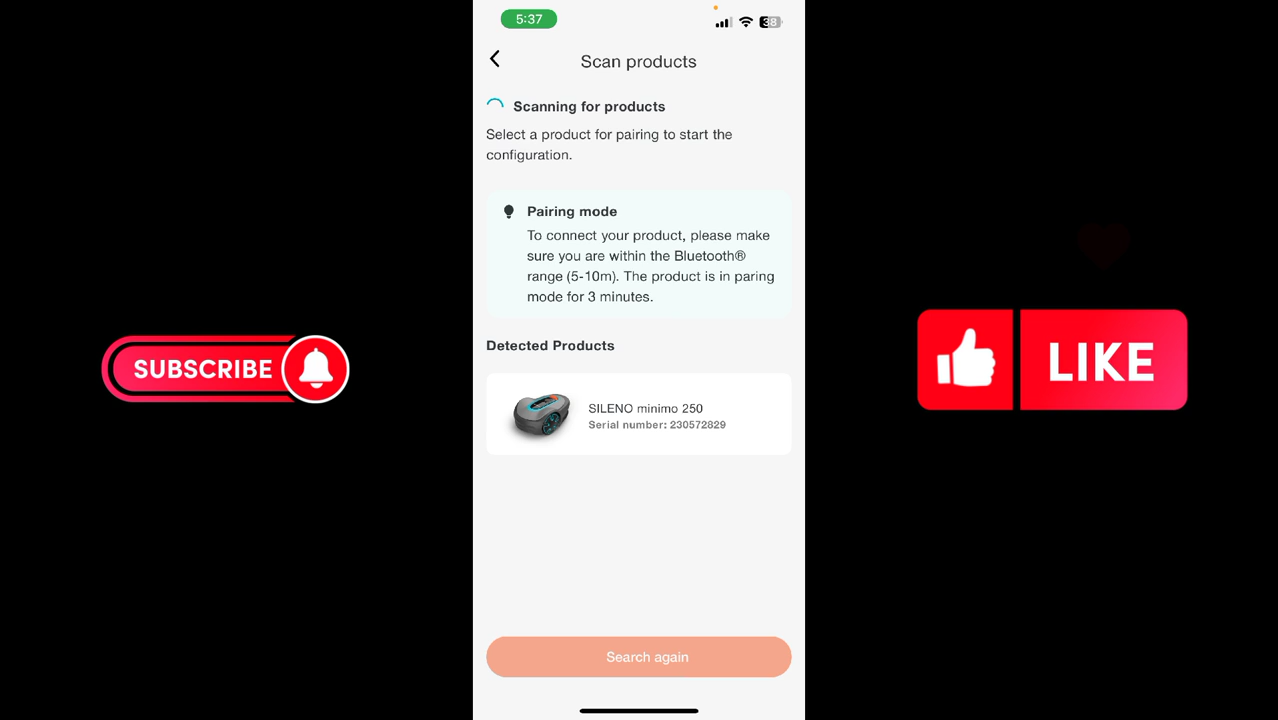 5:37
38
Scan products
Scanning for products
Select a product for pairing to start the
configuration.
Pairing mode
To connect your product, please make
sure you are within the Bluetooth®
range (5-10m). The product is in paring
mode for 3 minutes.
Detected Products
SILENO minimo 250
Serial number: 230572829
Search again
SUBSCRIBE
LIKE